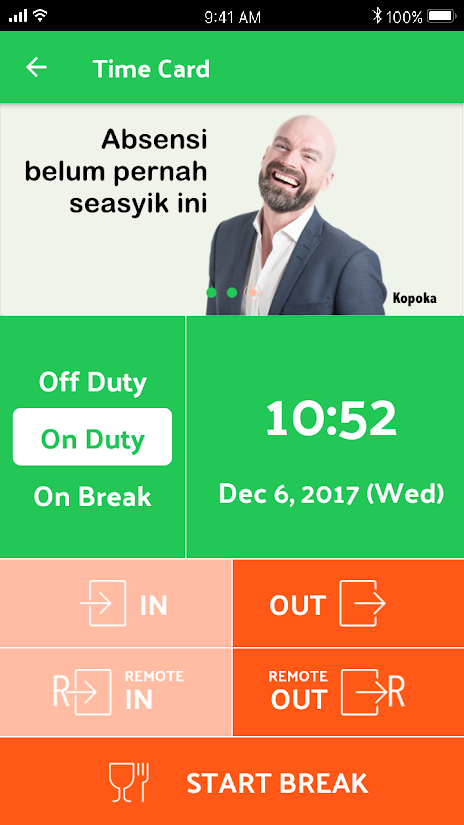 9:41 AM
100%
Time Card
Absensi
belum pernah
seasyik ini
Kopoka
Off Duty
On Duty
On Break
10:52
Dec 6, 2017 (Wed)
IN
OUT
R
REMOTE
IN
REMOTE
OUT
R
START BREAK